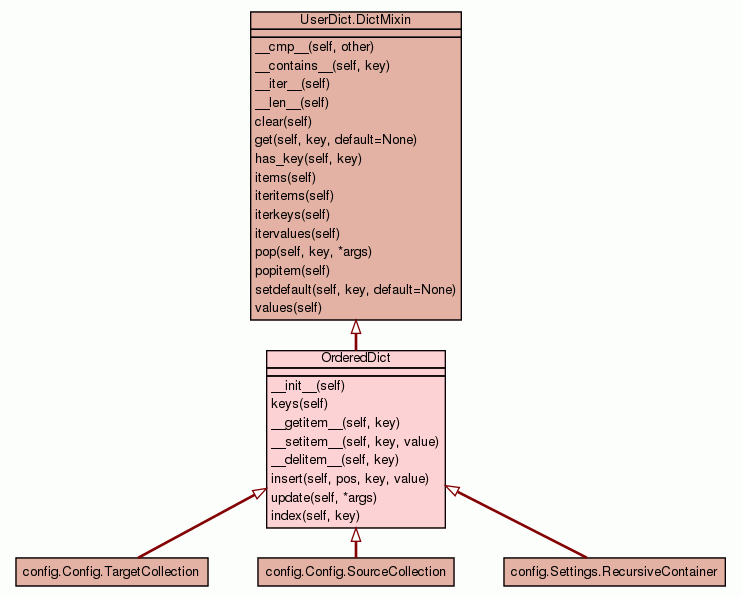 UserDict.DictMixin
__cmp__(self, other)
__contains__(self, key)
__iter__(self)
__len__(self)
clear(self)
get(self, key, default=None)
has_key(self, key)
items(self)
iteritems(self)
iterkeys(self)
itervalues(self)
pop(self, key, *args)
popitem(self)
setdefault(self, key, default=None)
values(self)
OrderedDict
__init__(self)
keys(self)
__getitem__(self, key)
__setitem__(self, key, value)
__delitem__(self, key)
insert(self, pos, key, value)
update(self, *args)
index(self, key)
config.Config.TargetCollection
config.Config.SourceCollection
config.Settings.RecursiveContainer